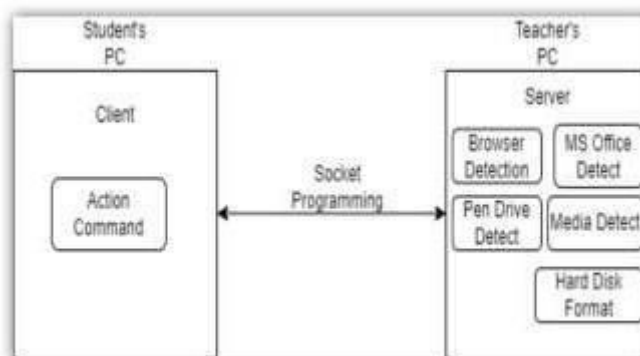 Student's
PC
Teacher's
PC
Client
Server
Action
Command
Socket
Programming
Browser
Detection
MS Office
Detect
Pen Drive
Detect
Media Detect
Hard Disk
Format